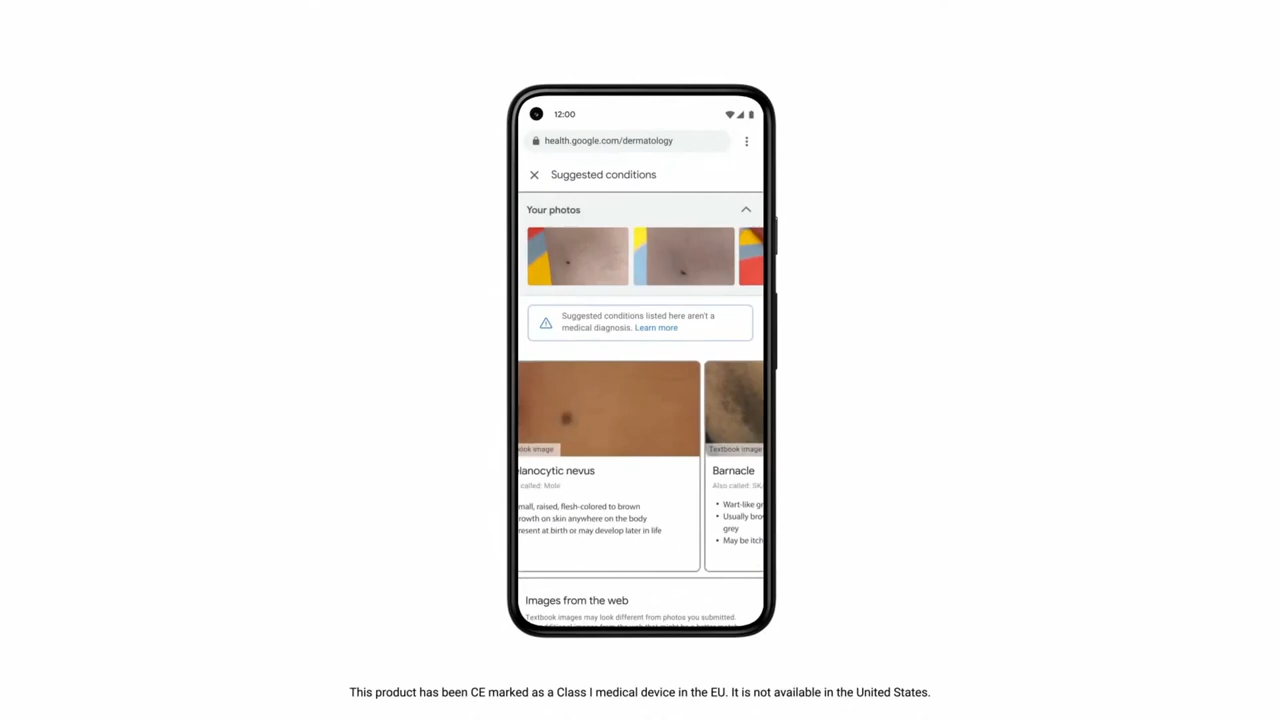 12:00
health.google.com/dermatology
Suggested conditions
Your photos
Suggested conditions listed here aren't a
medical diagnosis. Learn more
image
Textbook image
lanocytic nevus
called: Mole
mall, raised, flesh-colored to brown
rowth on skin anywhere on the body
resent at birth or may develop later in life
Barnacle
Also called: SK
• Wart-like gr
• Usually bro
grey
• May be itch
Images from the web
Textbook images may look different from photos you submitted.
This product has been CE marked as a Class I medical device in the EU. It is not available in the United States.